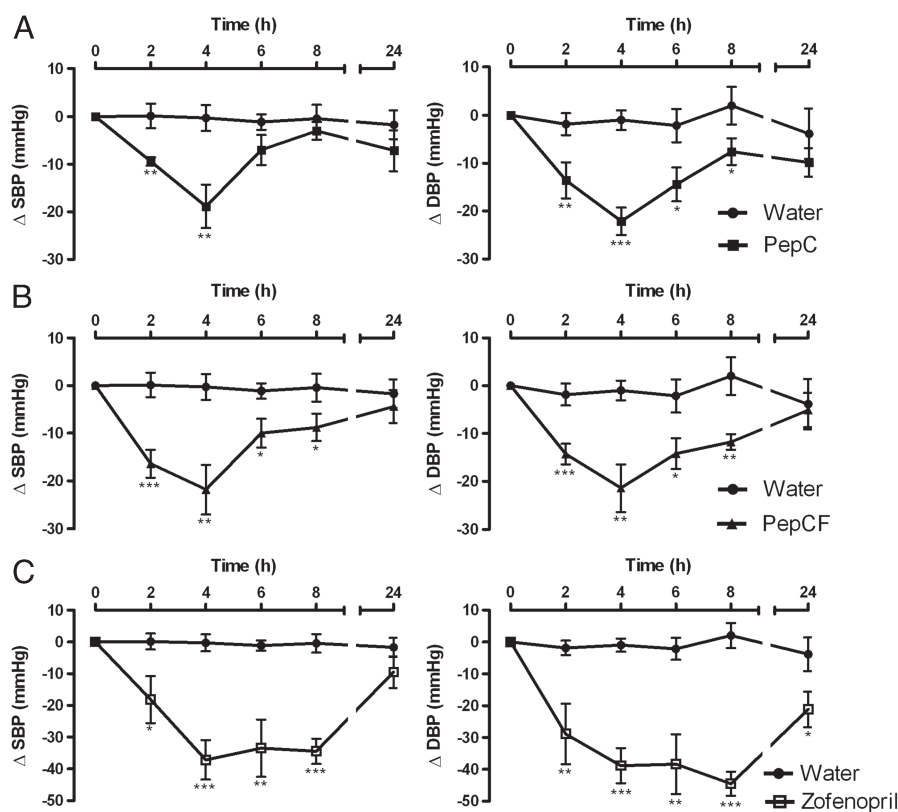 A
Time (h)
0 2 4 6 8 24
10
0
-10
-20
-30
Δ SBP (mmHg)
**
**
Time (h)
0 2 4 6 8 24
10
0
-10
-20
-30
Δ DBP (mmHg)
**
***
*
*
Water
PepC
B
Time (h)
0 2 4 6 8 24
10
0
-10
-20
-30
Δ SBP (mmHg)
***
**
*
*
Time (h)
0 2 4 6 8 24
10
0
-10
-20
-30
Δ DBP (mmHg)
***
**
*
**
Water
PepCF
C
Time (h)
0 2 4 6 8 24
10
0
-10
-20
-30
-40
-50
Δ SBP (mmHg)
*
***
**
***
Time (h)
0 2 4 6 8 24
10
0
-10
-20
-30
-40
-50
Δ DBP (mmHg)
**
***
**
***
*
Water
Zofenopril